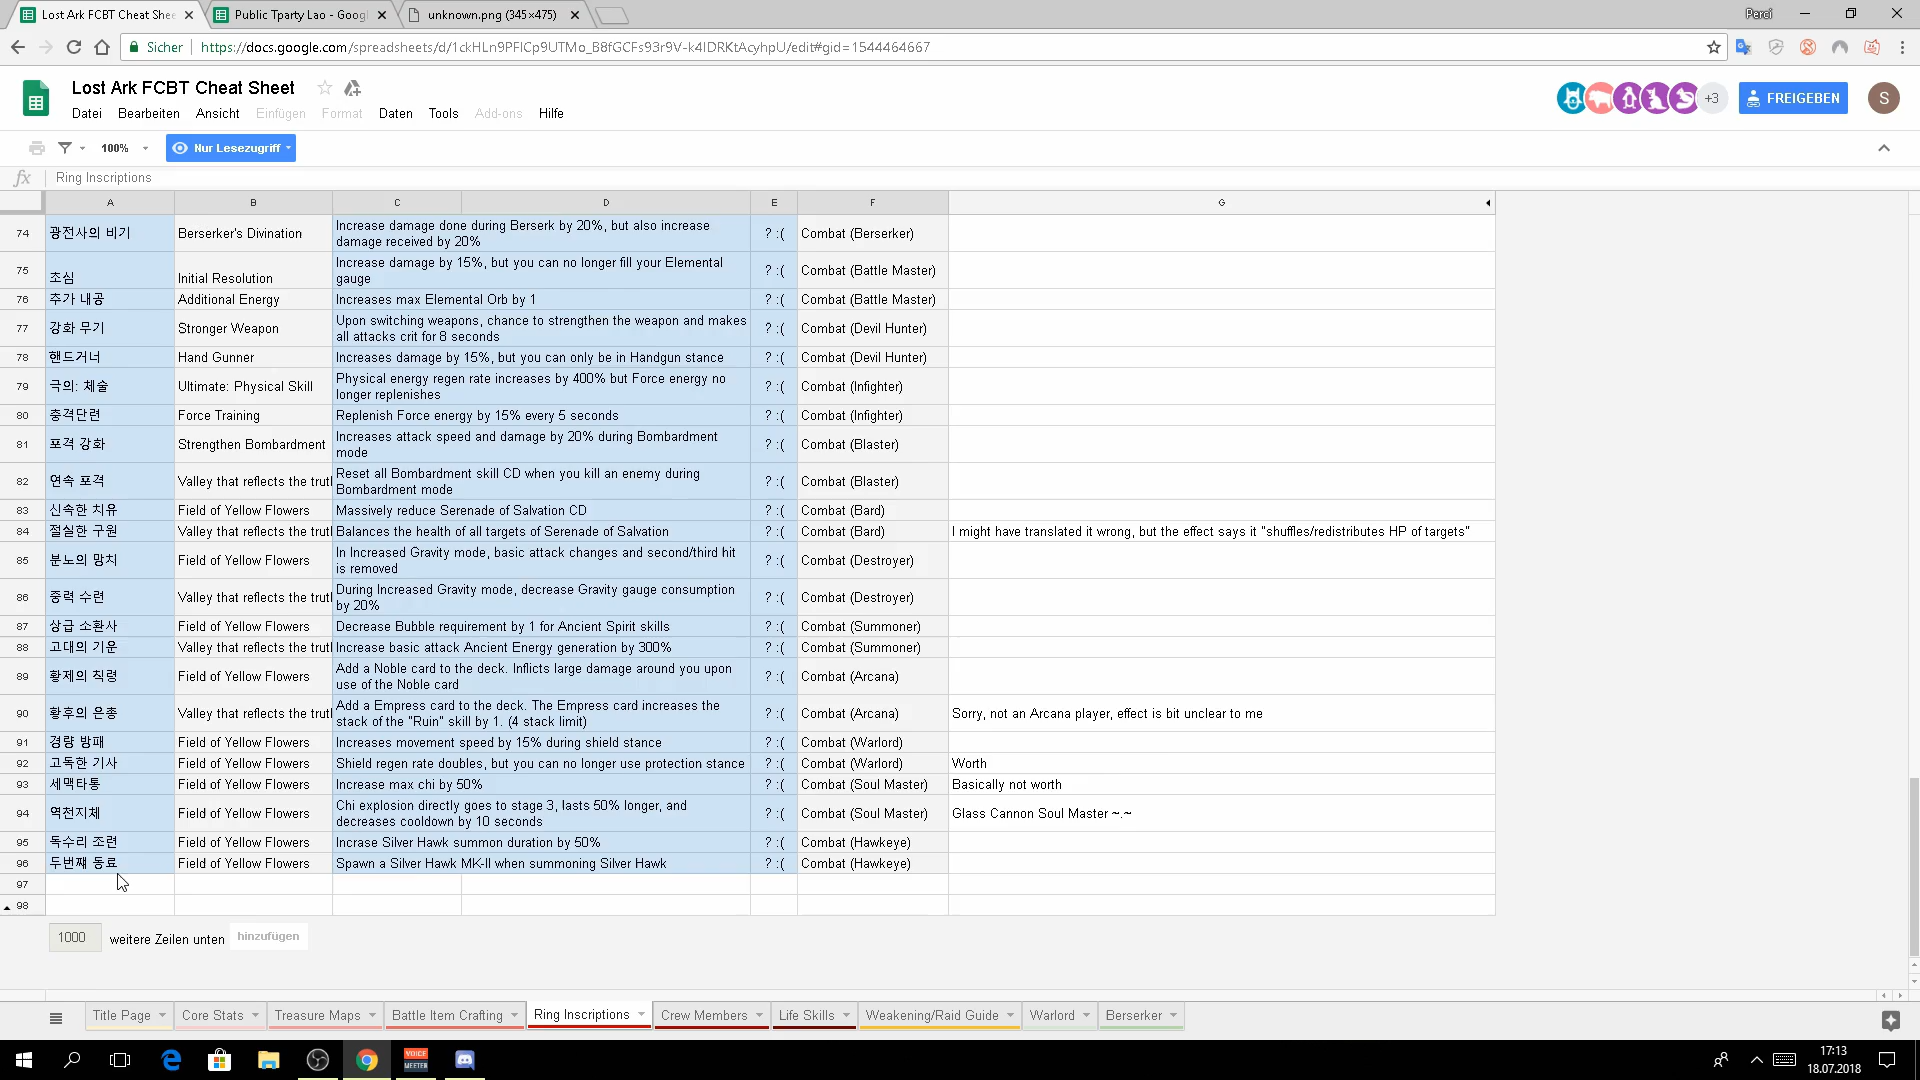 Lost Ark FCBT Cheat Shee
Public Tparty Lao - Googl
unknown.png (345×475)
Perci
Sicher
https://docs.google.com/spreadsheets/d/1ckHLn9PFlCp9UTMo_B8fGCFs93r9V-k4lDRKtAcyhpU/edit#gid=1544464667
Lost Ark FCBT Cheat Sheet
+3
FREIGEBEN
S
Datei Bearbeiten Ansicht Einfügen Format Daten Tools Add-ons Hilfe
100% Nur Lesezugriff
fx Ring Inscriptions
A B C D E F G
74 광전사의 비기 Berserker's Divination Increase damage done during Berserk by 20%, but also increase damage received by 20% ? :( Combat (Berserker)
75 초심 Initial Resolution Increase damage by 15%, but you can no longer fill your Elemental gauge ? :( Combat (Battle Master)
76 추가 내공 Additional Energy Increases max Elemental Orb by 1 ? :( Combat (Battle Master)
77 강화 무기 Stronger Weapon Upon switching weapons, chance to strengthen the weapon and makes all attacks crit for 8 seconds ? :( Combat (Devil Hunter)
78 핸드거너 Hand Gunner Increases damage by 15%, but you can only be in Handgun stance ? :( Combat (Devil Hunter)
79 극의: 체술 Ultimate: Physical Skill Physical energy regen rate increases by 400% but Force energy no longer replenishes ? :( Combat (Infighter)
80 충격단련 Force Training Replenish Force energy by 15% every 5 seconds ? :( Combat (Infighter)
81 포격 강화 Strengthen Bombardment Increases attack speed and damage by 20% during Bombardment mode ? :( Combat (Blaster)
82 연속 포격 Valley that reflects the trutl Reset all Bombardment skill CD when you kill an enemy during Bombardment mode ? :( Combat (Blaster)
83 신속한 치유 Field of Yellow Flowers Massively reduce Serenade of Salvation CD ? :( Combat (Bard)
84 절실한 구원 Valley that reflects the trutl Balances the health of all targets of Serenade of Salvation ? :( Combat (Bard) I might have translated it wrong, but the effect says it "shuffles/redistributes HP of targets"
85 분노의 망치 Field of Yellow Flowers In Increased Gravity mode, basic attack changes and second/third hit is removed ? :( Combat (Destroyer)
86 중력 수련 Valley that reflects the trutl During Increased Gravity mode, decrease Gravity gauge consumption by 20% ? :( Combat (Destroyer)
87 상급 소환사 Field of Yellow Flowers Decrease Bubble requirement by 1 for Ancient Spirit skills ? :( Combat (Summoner)
88 고대의 기운 Valley that reflects the trutl Increase basic attack Ancient Energy generation by 300% ? :( Combat (Summoner)
89 황제의 칙령 Field of Yellow Flowers Add a Noble card to the deck. Inflicts large damage around you upon use of the Noble card ? :( Combat (Arcana)
90 황후의 은총 Valley that reflects the trutl Add a Empress card to the deck. The Empress card increases the stack of the "Ruin" skill by 1. (4 stack limit) ? :( Combat (Arcana) Sorry, not an Arcana player, effect is bit unclear to me
91 경량 방패 Field of Yellow Flowers Increases movement speed by 15% during shield stance ? :( Combat (Warlord)
92 고독한 기사 Field of Yellow Flowers Shield regen rate doubles, but you can no longer use protection stance ? :( Combat (Warlord) Worth
93 세맥타통 Field of Yellow Flowers Increase max chi by 50% ? :( Combat (Soul Master) Basically not worth
94 역천지체 Field of Yellow Flowers Chi explosion directly goes to stage 3, lasts 50% longer, and decreases cooldown by 10 seconds ? :( Combat (Soul Master) Glass Cannon Soul Master ~.~
95 독수리 조련 Field of Yellow Flowers Incrase Silver Hawk summon duration by 50% ? :( Combat (Hawkeye)
96 두번째 동료 Field of Yellow Flowers Spawn a Silver Hawk MK-II when summoning Silver Hawk ? :( Combat (Hawkeye)
97
98
1000 weitere Zeilen unten hinzufügen
Title Page Core Stats Treasure Maps Battle Item Crafting Ring Inscriptions Crew Members Life Skills Weakening/Raid Guide Warlord Berserker
VOICE MEETER
17:13
18.07.2018